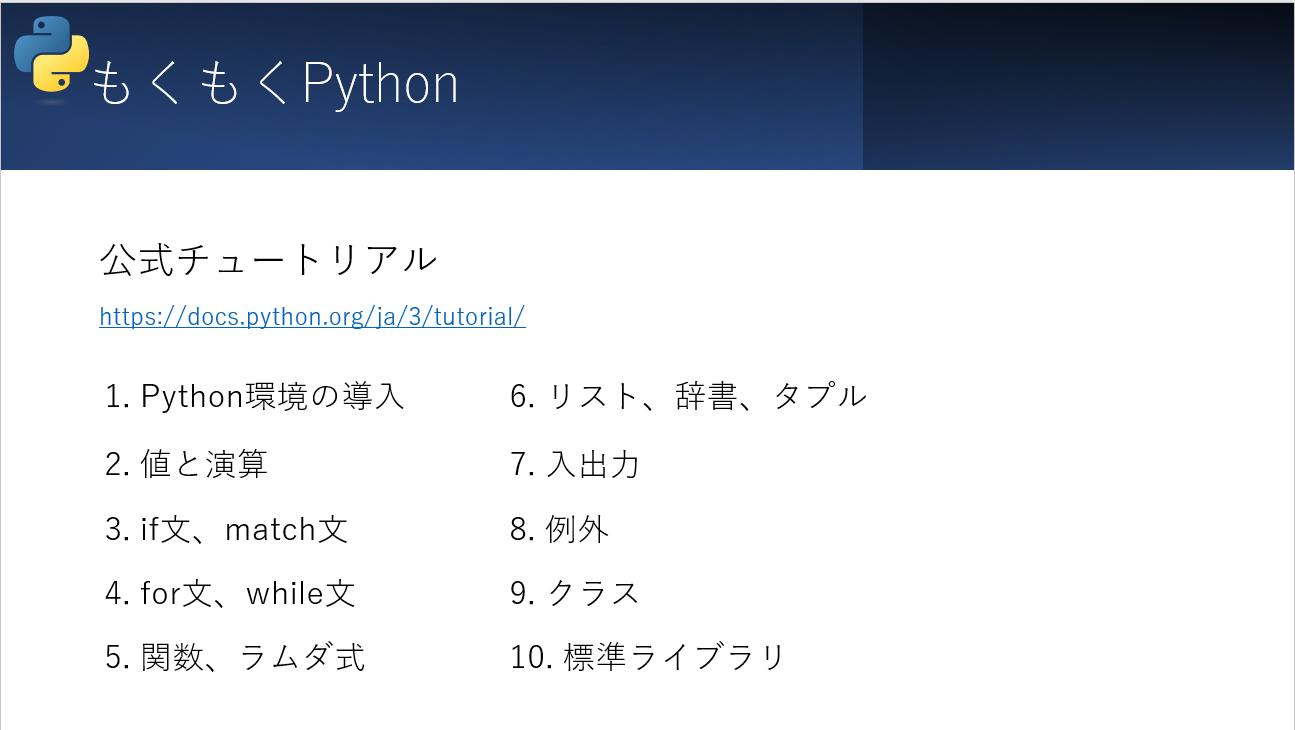 もくもくPython
公式チュートリアル
https://docs.python.org/ja/3/tutorial/
1. Python環境の導入
2. 値と演算
3. if文、match文
4. for文、while文
5. 関数、ラムダ式
6. リスト、辞書、タプル
7. 入出力
8. 例外
9. クラス
10. 標準ライブラリ